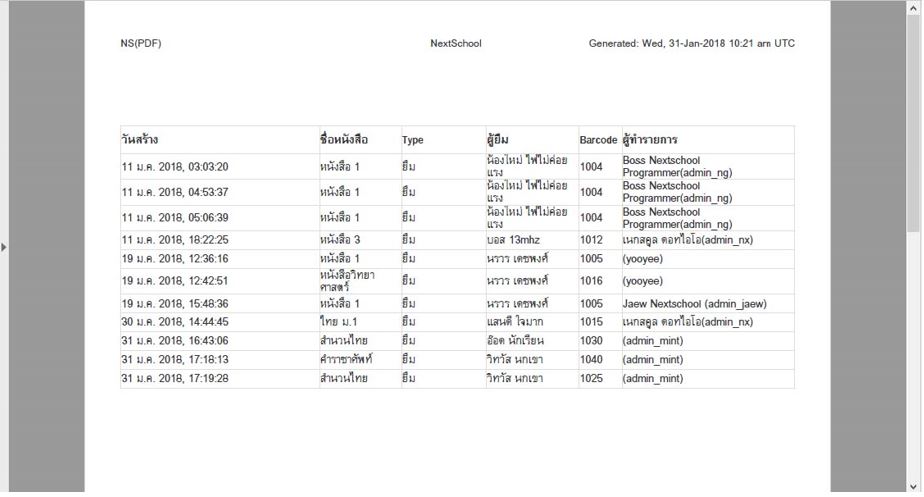 NS(PDF) NextSchool Generated: Wed, 31-Jan-2018 10:21 am UTC
วันสร้าง ชื่อหนังสือ Type ผู้ยืม Barcode ผู้ทำรายการ
11 ม.ค. 2018, 03:03:20 หนังสือ 1 ยืม น้องใหม่ ไฟไม่ค่อยแรง 1004 Boss Nextschool Programmer(admin_ng)
11 ม.ค. 2018, 04:53:37 หนังสือ 1 ยืม น้องใหม่ ไฟไม่ค่อยแรง 1004 Boss Nextschool Programmer(admin_ng)
11 ม.ค. 2018, 05:06:39 หนังสือ 1 ยืม น้องใหม่ ไฟไม่ค่อยแรง 1004 Boss Nextschool Programmer(admin_ng)
11 ม.ค. 2018, 18:22:25 หนังสือ 3 ยืม บอส 13mhz 1012 เนกสคูล ดอทไอโอ(admin_nx)
19 ม.ค. 2018, 12:36:16 หนังสือ 1 ยืม นรวร เดชพงศ์ 1005 (yooyee)
19 ม.ค. 2018, 12:42:51 หนังสือวิทยาศาสตร์ ยืม นรวร เดชพงศ์ 1016 (yooyee)
19 ม.ค. 2018, 15:48:36 หนังสือ 1 ยืม นรวร เดชพงศ์ 1005 Jaew Nextschool (admin_jaew)
30 ม.ค. 2018, 14:44:45 ไทย ม.1 ยืม แสนดี ใจมาก 1015 เนกสคูล ดอทไอโอ(admin_nx)
31 ม.ค. 2018, 16:43:06 สำนวนไทย ยืม อ๊อด นักเรียน 1030 (admin_mint)
31 ม.ค. 2018, 17:18:13 คำราชาศัพท์ ยืม วิทวัส นกเขา 1040 (admin_mint)
31 ม.ค. 2018, 17:19:28 สำนวนไทย ยืม วิทวัส นกเขา 1025 (admin_mint)